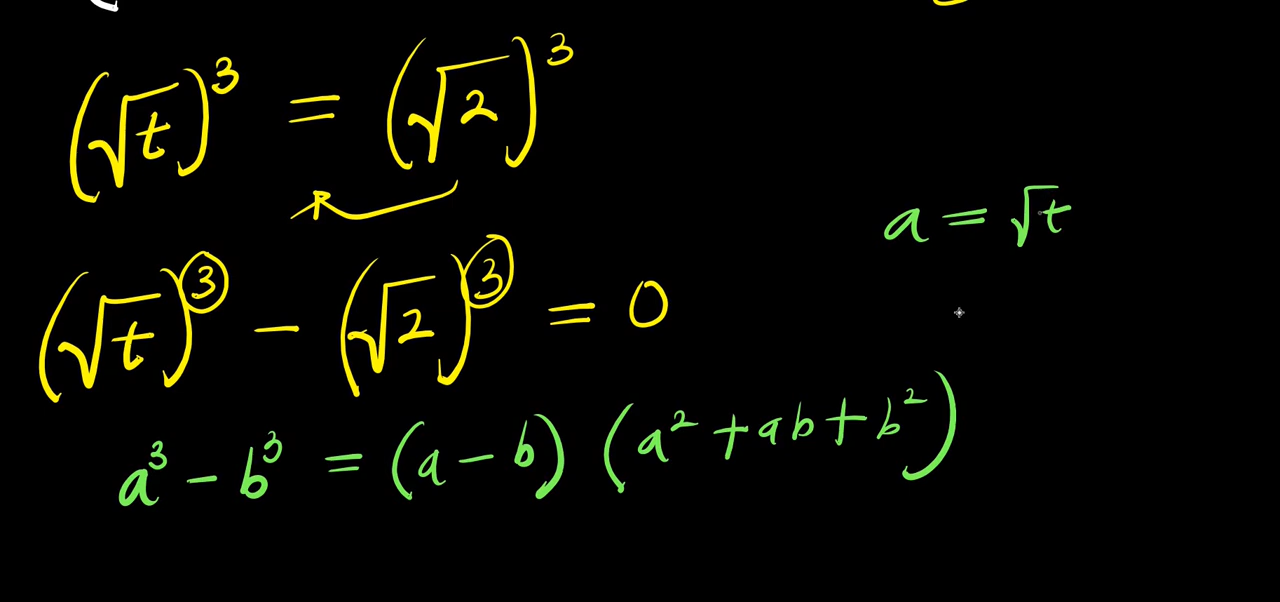 (√t)³ = (√2)³
a = √t
(√t)³ - (√2)³ = 0
a³ - b³ = (a - b) (a² + ab + b²)